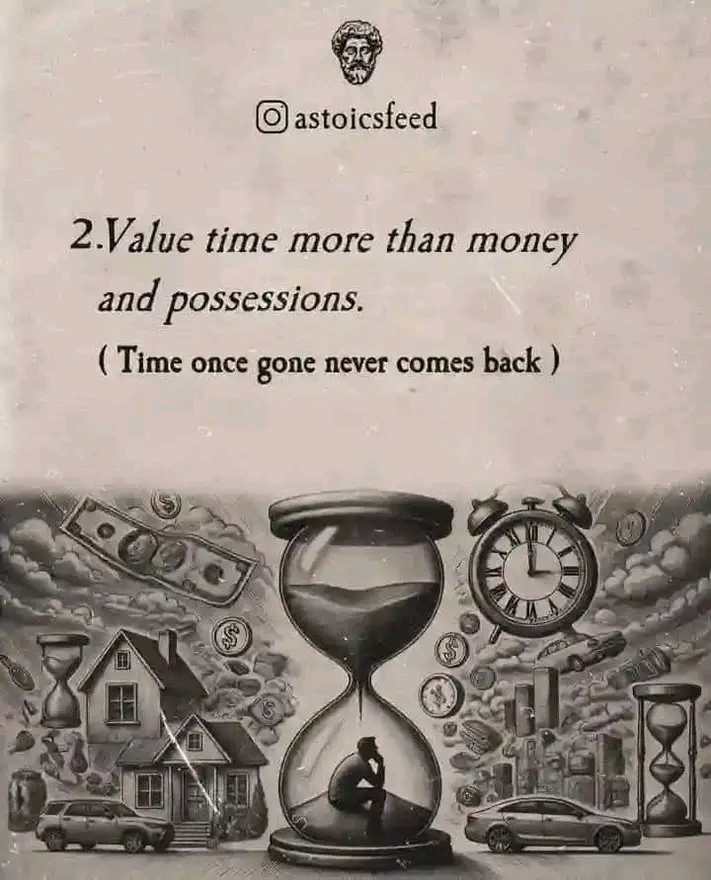 astoicsfeed
2.Value time more than money
and possessions.
( Time once gone never comes back )